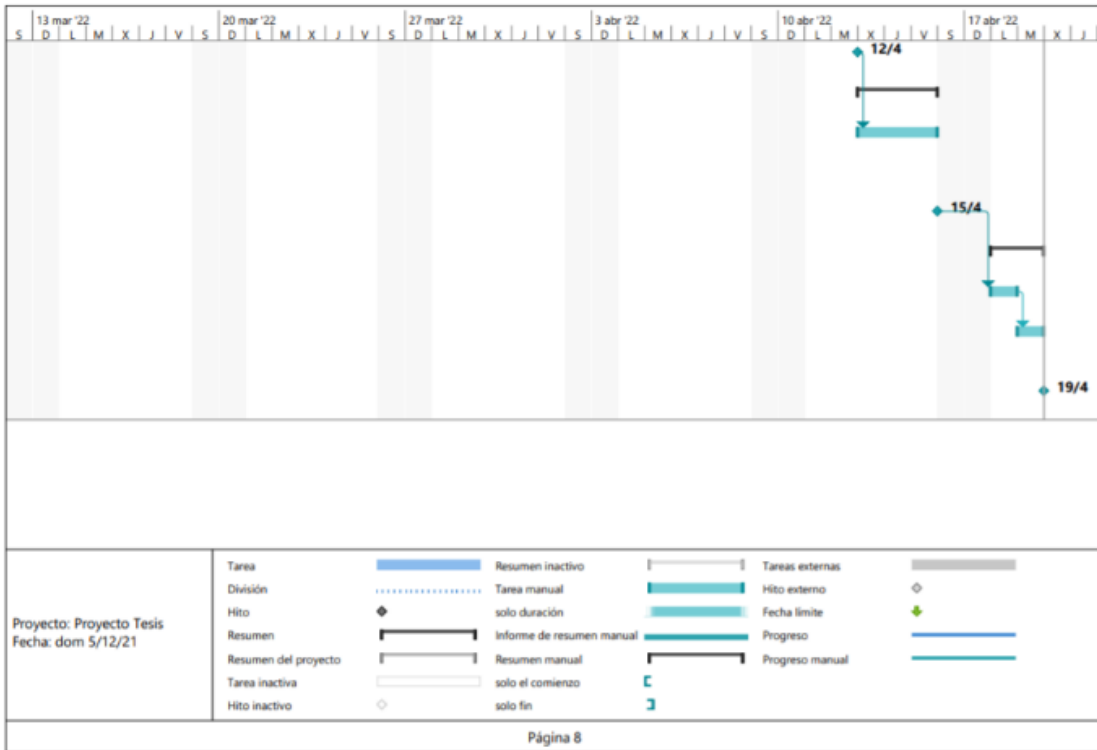 13 mar '22 20 mar '22 27 mar '22 3 abr '22 10 abr '22 17 abr '22
S D L M X J V S D L M X J V S D L M X J V S D L M X J V S D L M X J V S D L M X J
12/4
15/4
19/4
Proyecto: Proyecto Tesis
Fecha: dom 5/12/21
Tarea
División
Hito
Resumen
Resumen del proyecto
Tarea inactiva
Hito inactivo
Resumen inactivo
Tarea manual
solo duración
Informe de resumen manual
Resumen manual
solo el comienzo
solo fin
Tareas externas
Hito externo
Fecha límite
Progreso
Progreso manual
Página 8